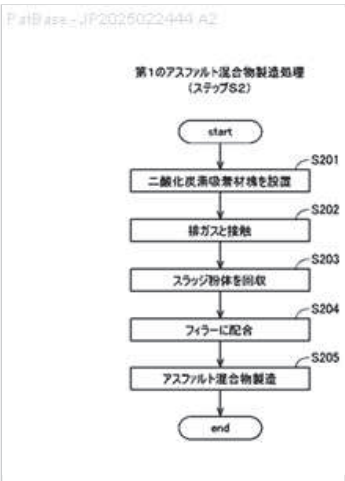 PatBase - JP2025022444 A2
第1のアスファルト混合物製造処理
(ステップS2)
start
S201
二酸化炭素吸着材塊を設置
S202
排ガスと接触
S203
スラッジ粉体を回収
S204
フィラーに配合
S205
アスファルト混合物製造
end